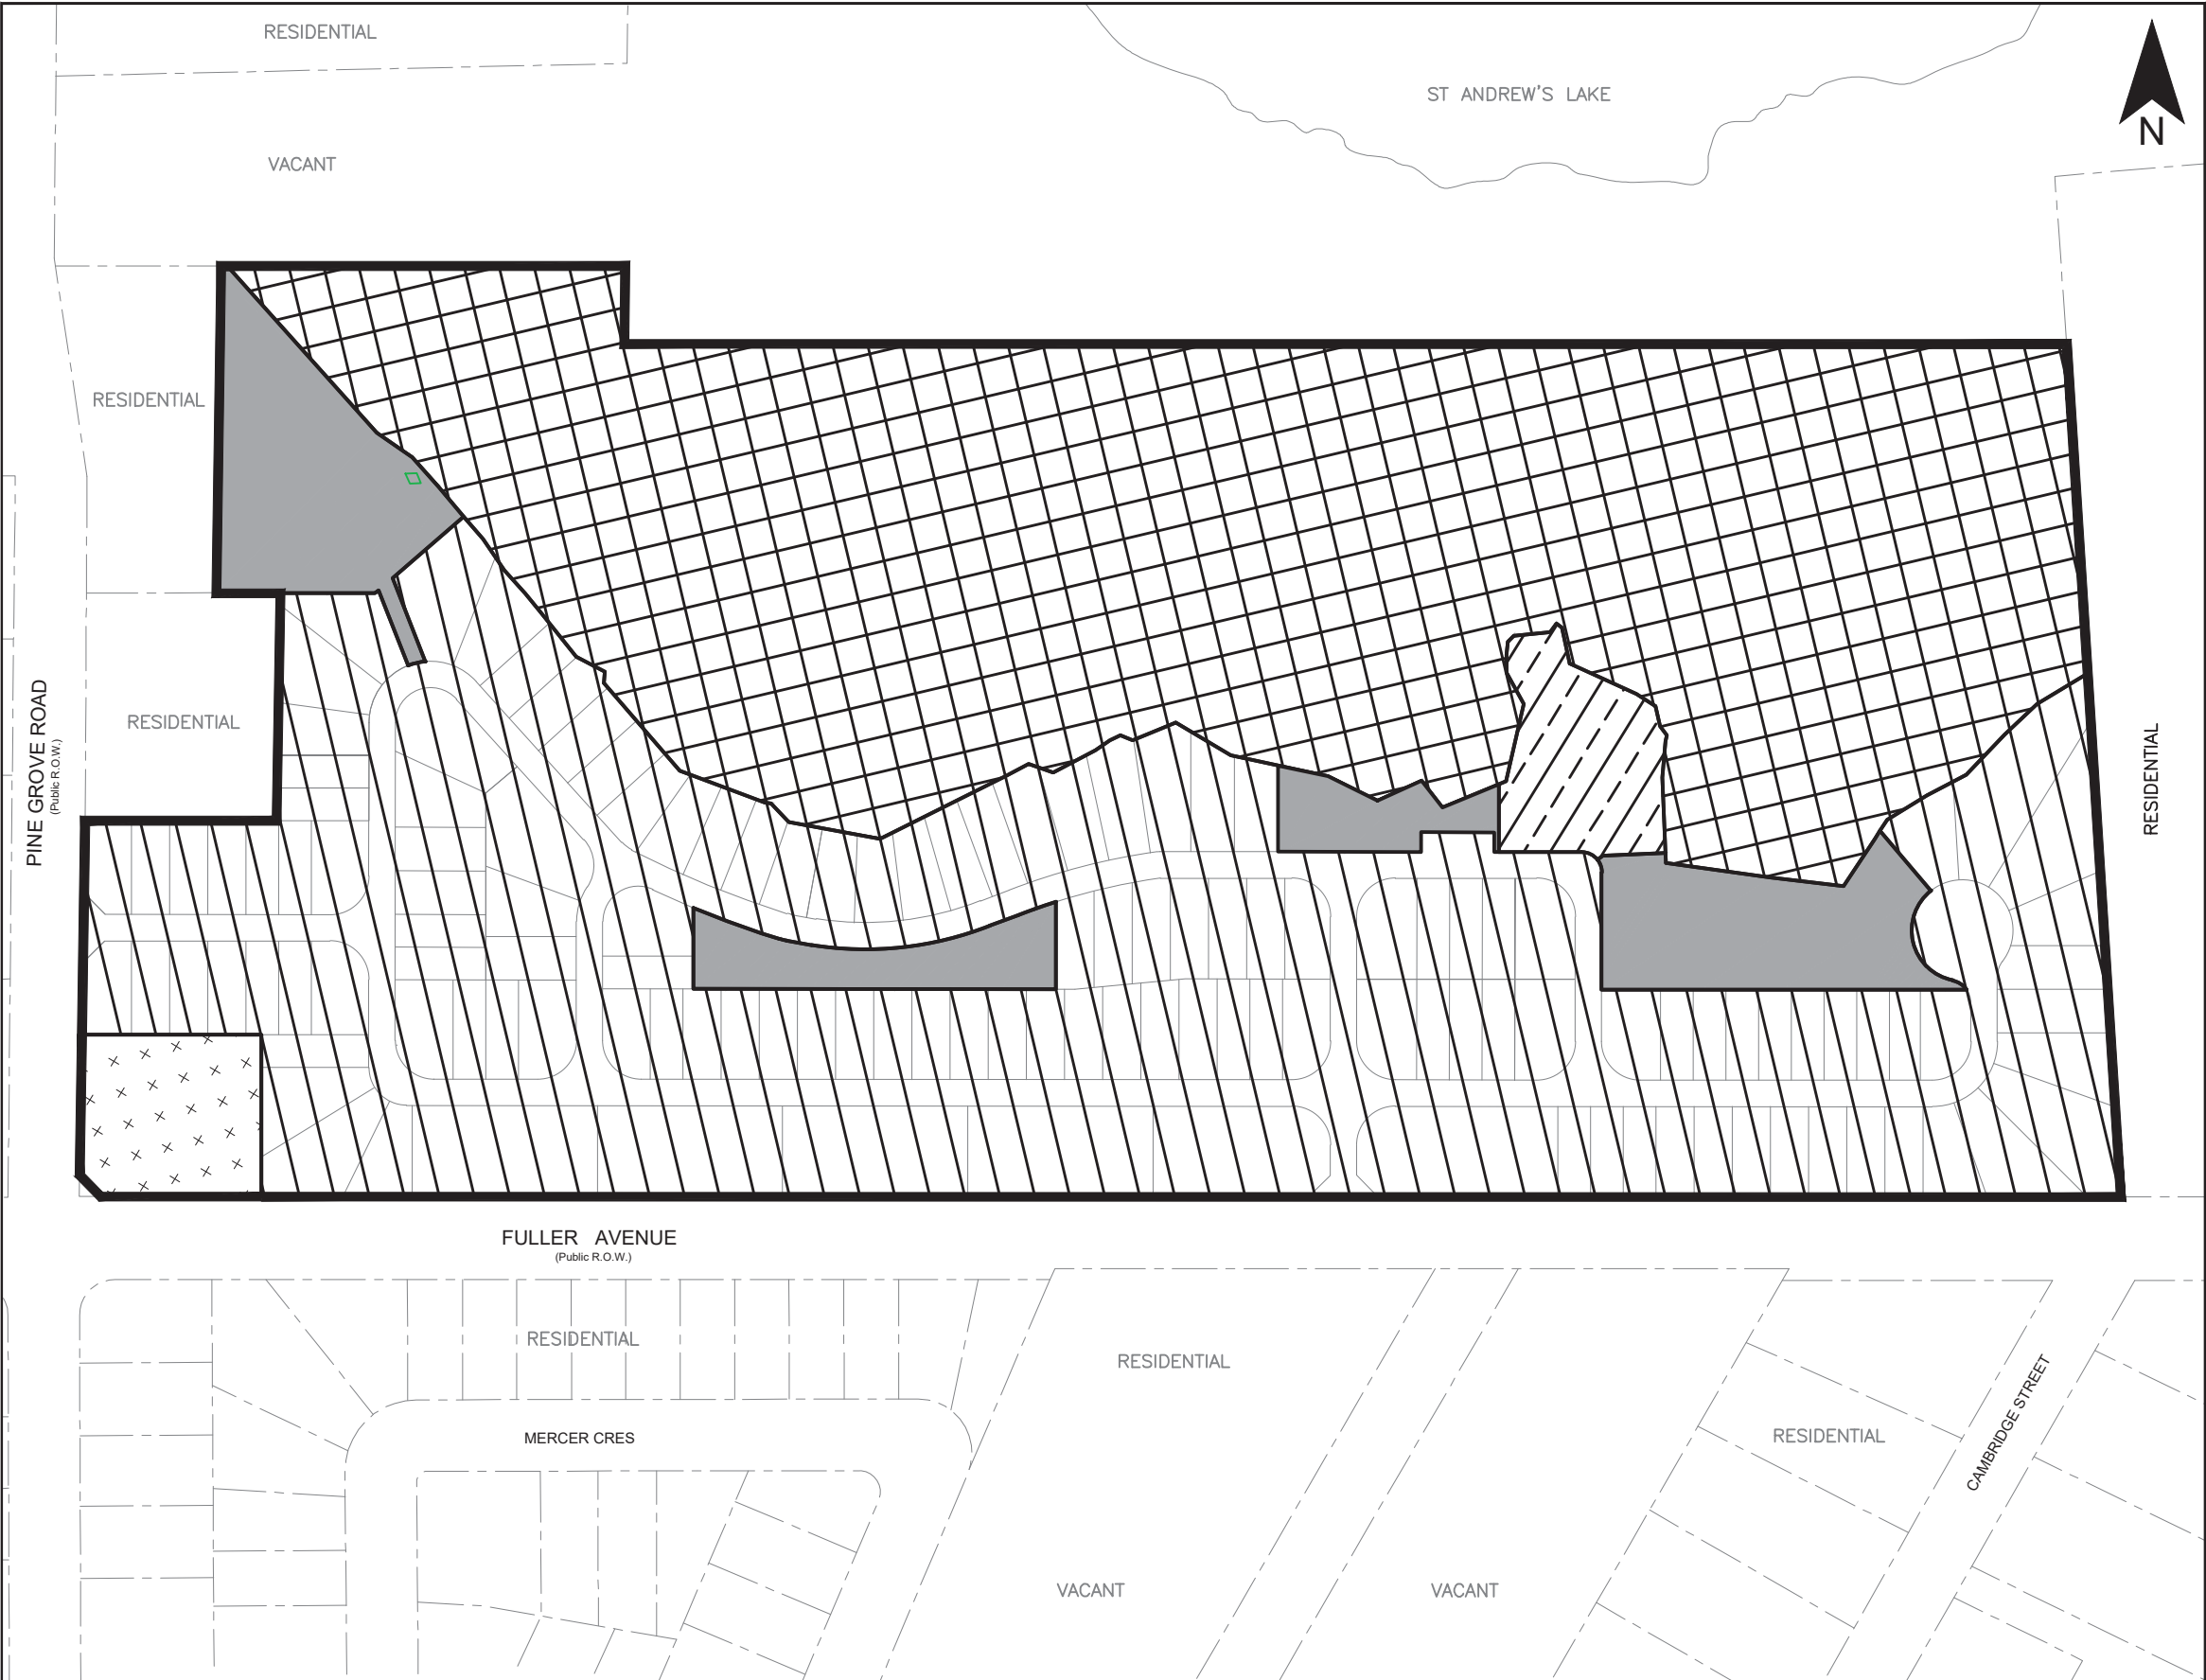 RESIDENTIAL
ST ANDREW'S LAKE
N
VACANT
RESIDENTIAL
RESIDENTIAL
PINE GROVE ROAD
(Public R.O.W.)
RESIDENTIAL
FULLER AVENUE
(Public R.O.W.)
RESIDENTIAL
RESIDENTIAL
MERCER CRES
RESIDENTIAL
CAMBRIDGE STREET
VACANT
VACANT